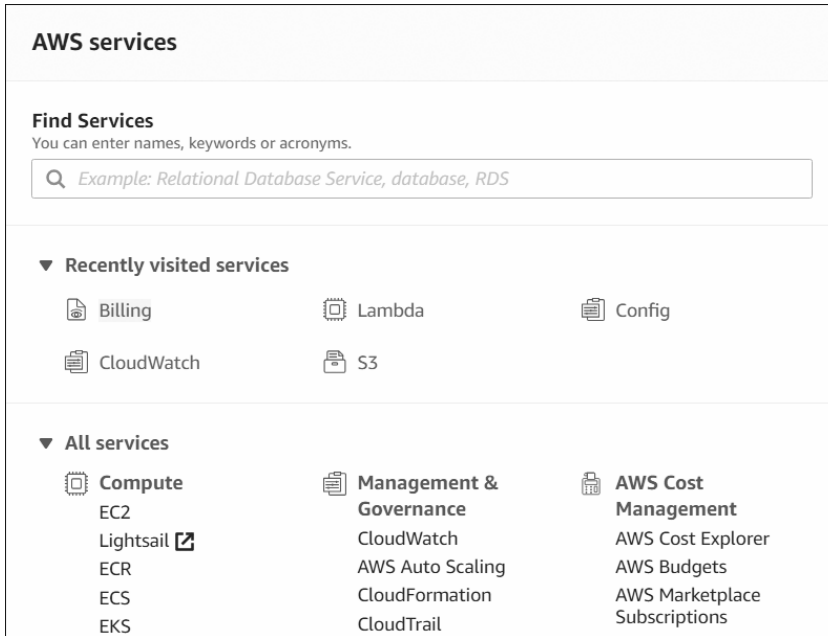 AWS services
Find Services
You can enter names, keywords or acronyms.
Example: Relational Database Service, database, RDS
Recently visited services
Billing
Lambda
Config
CloudWatch
S3
All services
Compute
EC2
Lightsail
ECR
ECS
EKS
Management &
Governance
CloudWatch
AWS Auto Scaling
CloudFormation
CloudTrail
AWS Cost
Management
AWS Cost Explorer
AWS Budgets
AWS Marketplace
Subscriptions